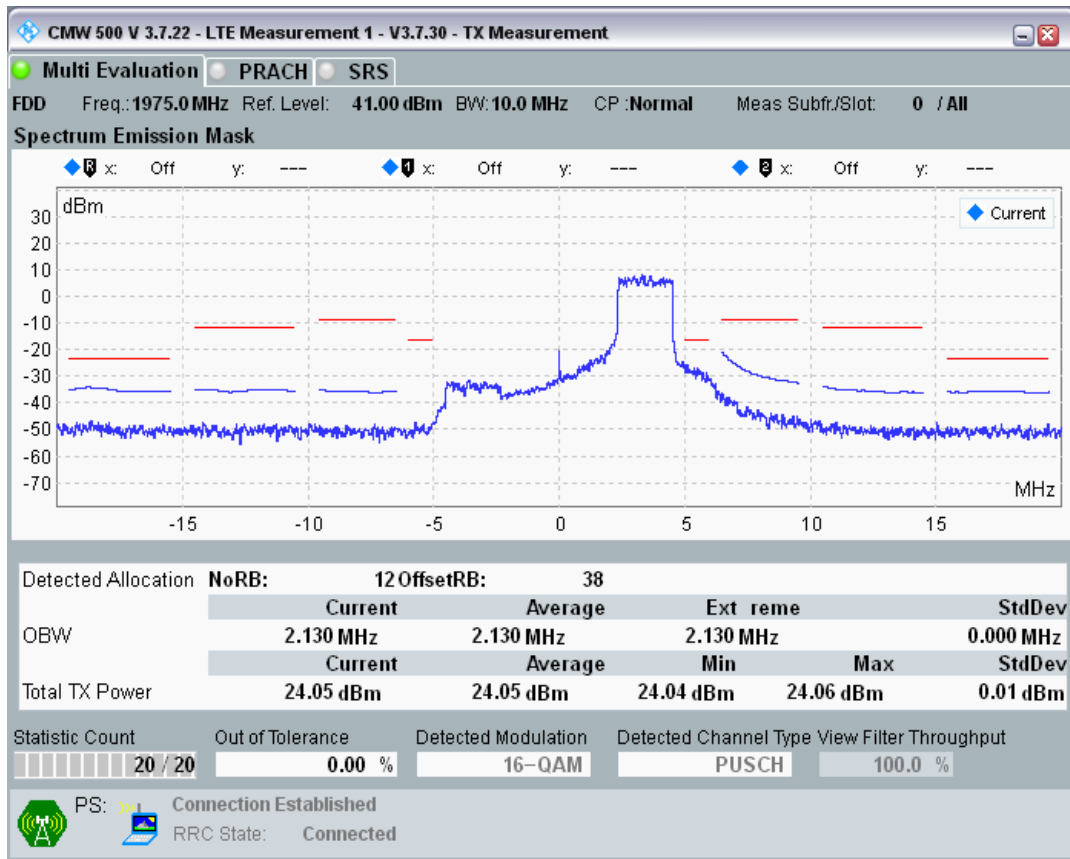 CMW 500 V 3.7.22 - LTE Measurement 1 - V3.7.30 - TX Measurement
Multi Evaluation PRACH SRS
FDD Freq.:1975.0 MHz Ref. Level: 41.00 dBm BW:10.0 MHz CP :Normal Meas Subfr./Slot: 0 / All
Spectrum Emission Mask
R x: Off y: --- 1 x: Off y: --- 2 x: Off y: ---
dBm
Current
30
20
10
0
-10
-20
-30
-40
-50
-60
-70
MHz
-15 -10 -5 0 5 10 15
Detected Allocation NoRB: 12 OffsetRB: 38
Current Average Ext reme StdDev
OBW 2.130 MHz 2.130 MHz 2.130 MHz 0.000 MHz
Current Average Min Max StdDev
Total TX Power 24.05 dBm 24.05 dBm 24.04 dBm 24.06 dBm 0.01 dBm
Statistic Count Out of Tolerance Detected Modulation Detected Channel Type View Filter Throughput
20 / 20 0.00 % 16-QAM PUSCH 100.0 %
PS: Connection Established
RRC State: Connected